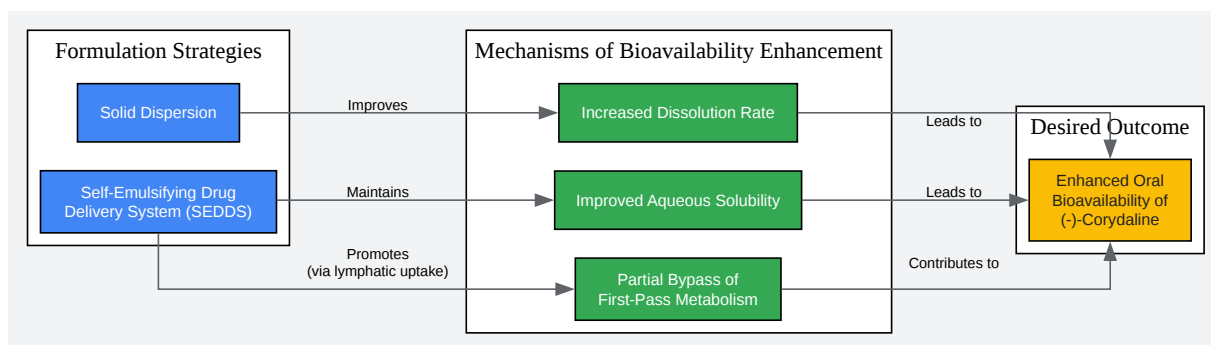 Formulation Strategies
Solid Dispersion
Self-Emulsifying Drug
Delivery System (SEDDS)
Improves
Maintains
Promotes
(via lymphatic uptake)
Mechanisms of Bioavailability Enhancement
Increased Dissolution Rate
Improved Aqueous Solubility
Partial Bypass of
First-Pass Metabolism
Leads to
Leads to
Contributes to
Desired Outcome
Enhanced Oral
Bioavailability of
(-)-Corydaline